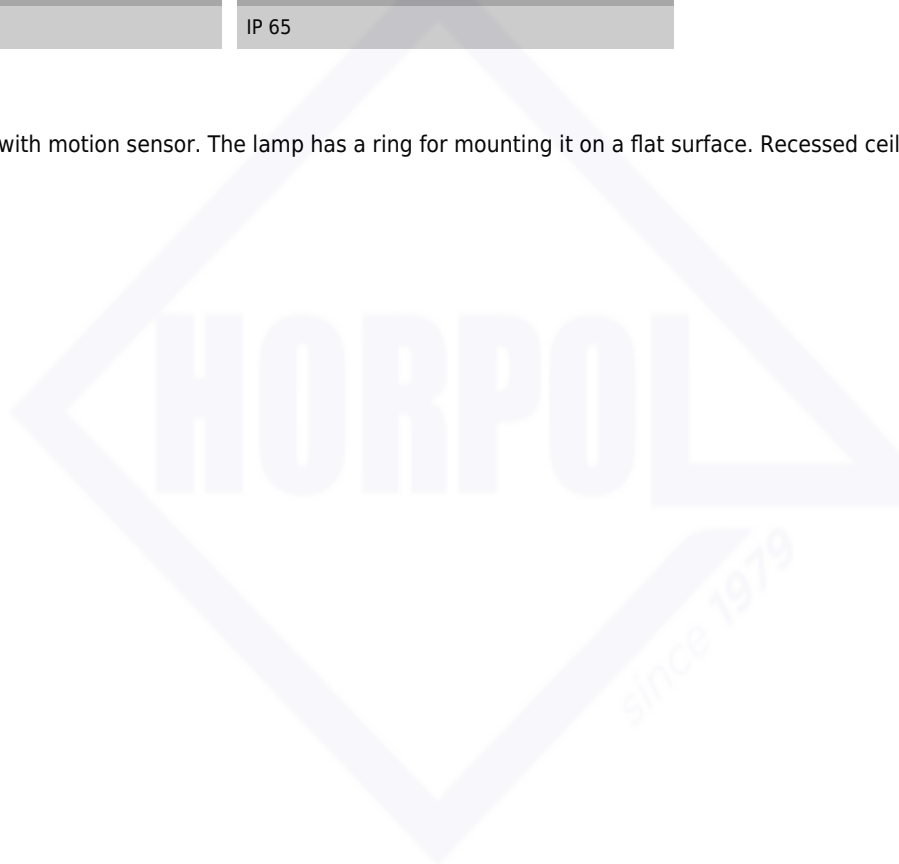 IP 65
with motion sensor. The lamp has a ring for mounting it on a flat surface. Recessed ceil
HORPOL
since 1979